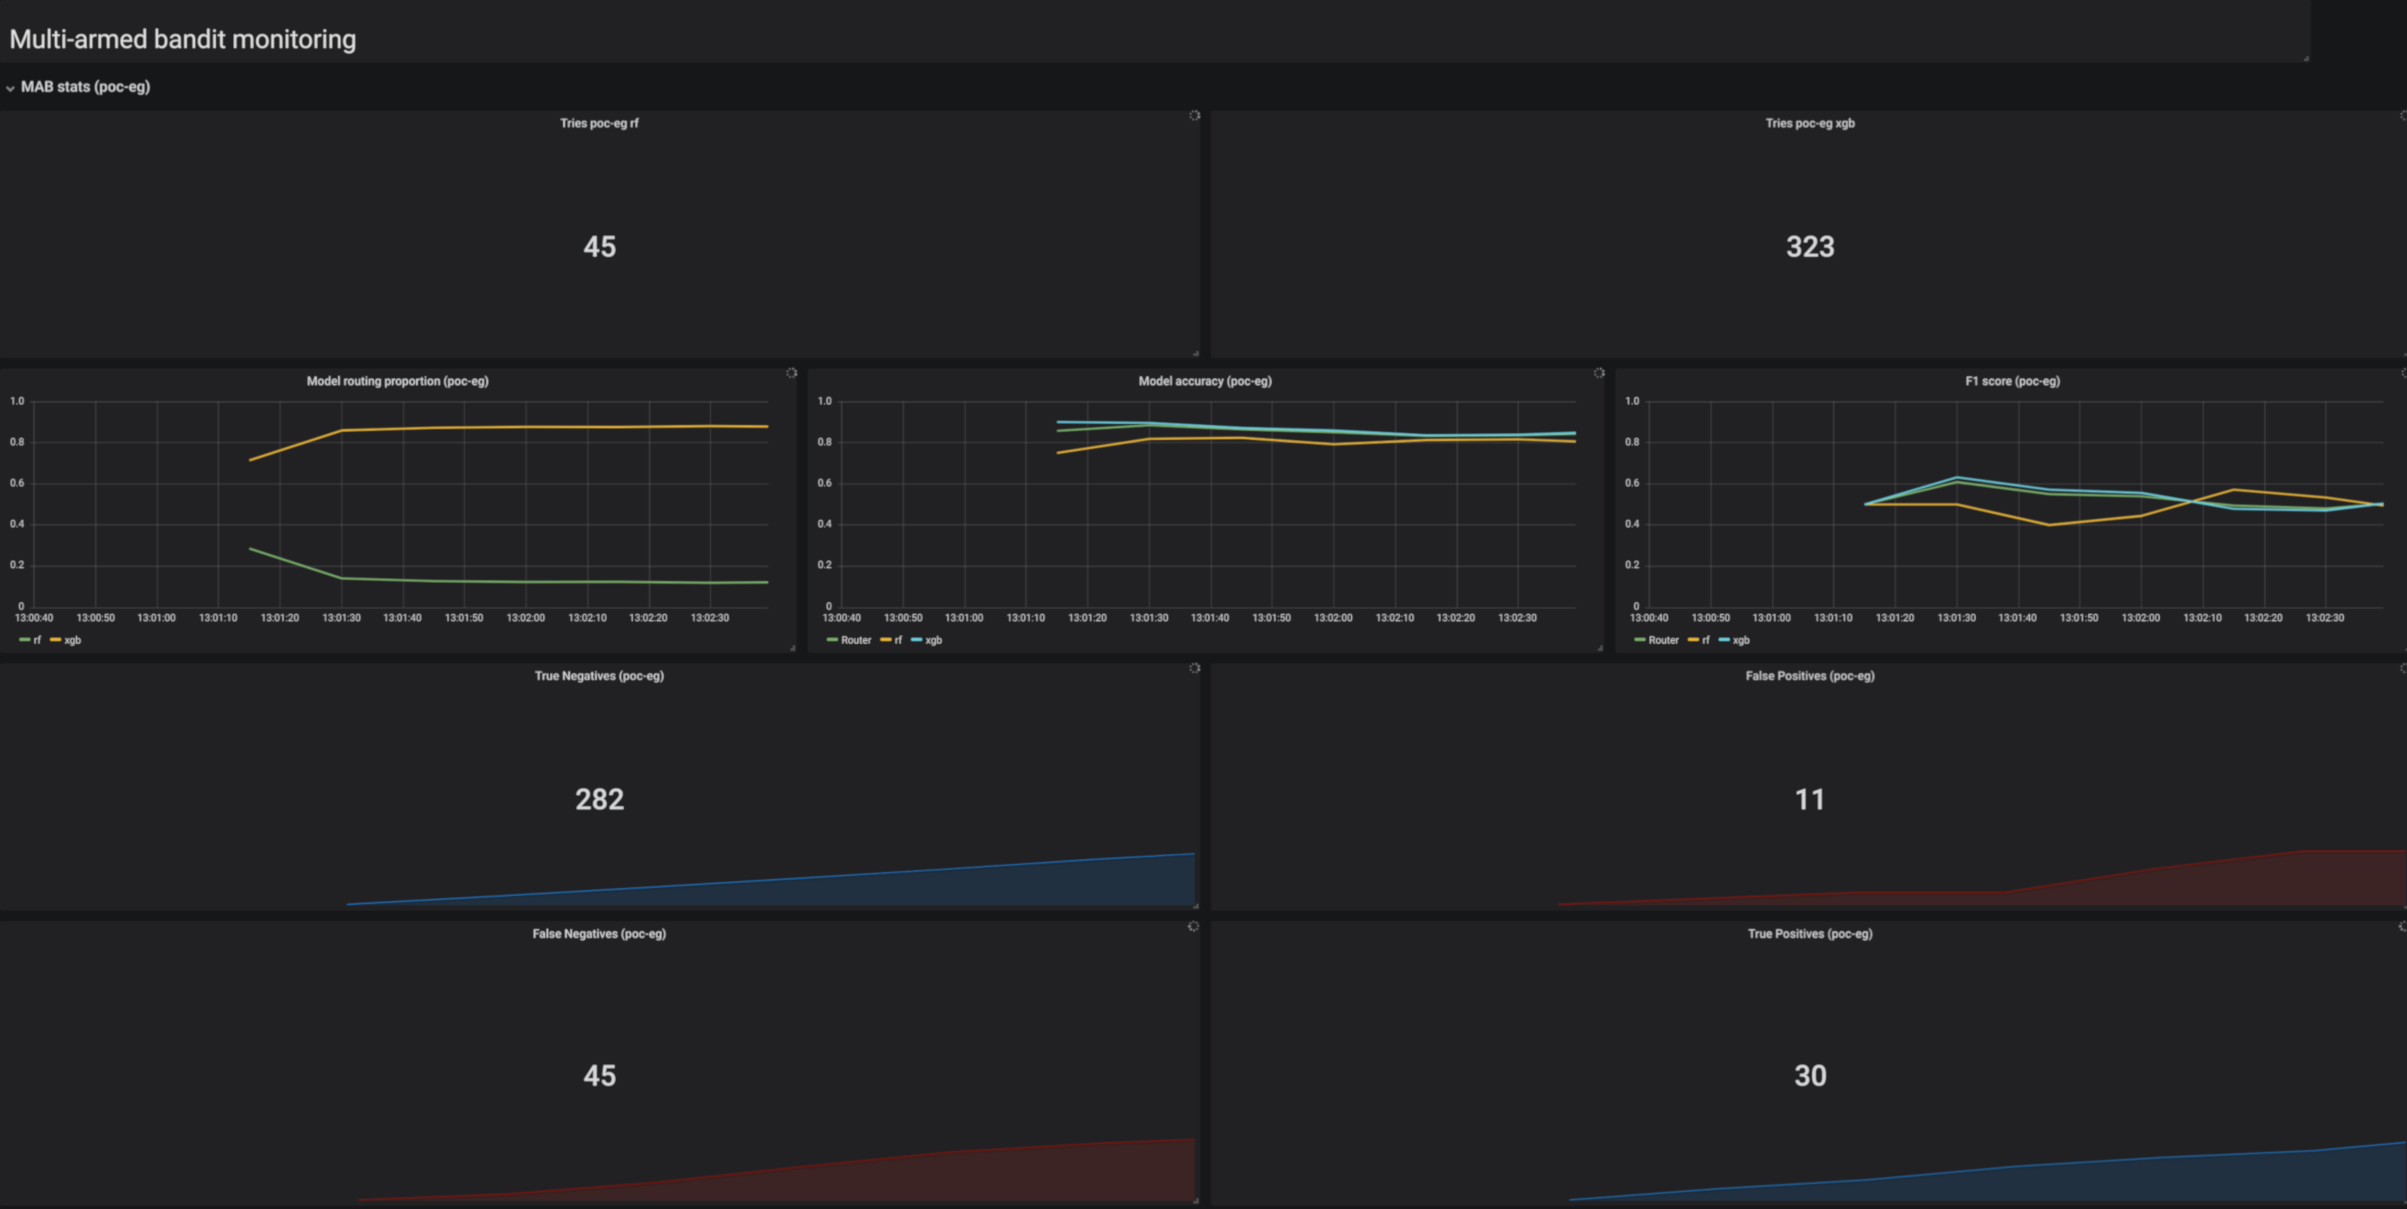 Multi-armed bandit monitoring
MAB stats (poc-eg)
Tries poc-eg rf
45
Tries poc-eg xgb
323
Model routing proportion (poc-eg)
1.0
0.8
0.6
0.4
0.2
0
13:00:40 13:00:50 13:01:00 13:01:10 13:01:20 13:01:30 13:01:40 13:01:50 13:02:00 13:02:10 13:02:20 13:02:30
rf xgb
Model accuracy (poc-eg)
1.0
0.8
0.6
0.4
0.2
0
13:00:40 13:00:50 13:01:00 13:01:10 13:01:20 13:01:30 13:01:40 13:01:50 13:02:00 13:02:10 13:02:20 13:02:30
Router rf xgb
F1 score (poc-eg)
1.0
0.8
0.6
0.4
0.2
0
13:00:40 13:00:50 13:01:00 13:01:10 13:01:20 13:01:30 13:01:40 13:01:50 13:02:00 13:02:10 13:02:20 13:02:30
Router rf xgb
True Negatives (poc-eg)
282
False Positives (poc-eg)
11
False Negatives (poc-eg)
45
True Positives (poc-eg)
30